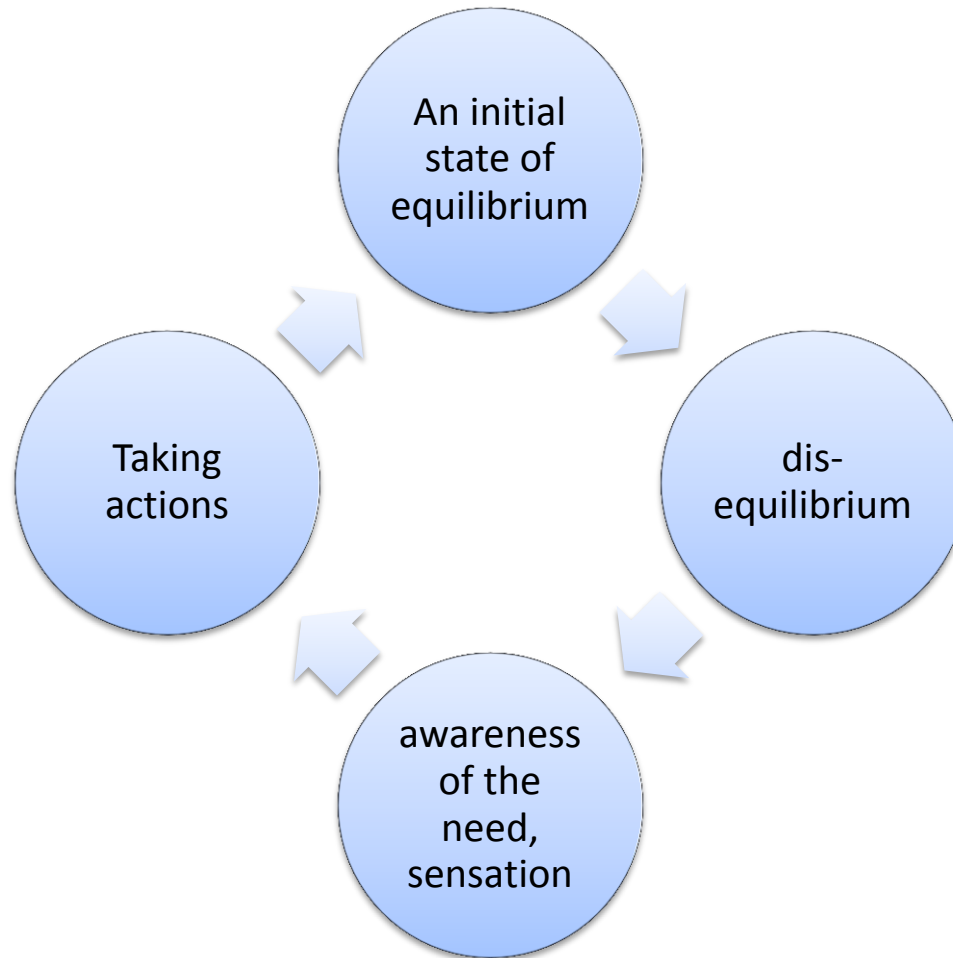 An initial
state of
equilibrium
dis-
equilibrium
awareness
of the
need,
sensation
Taking
actions